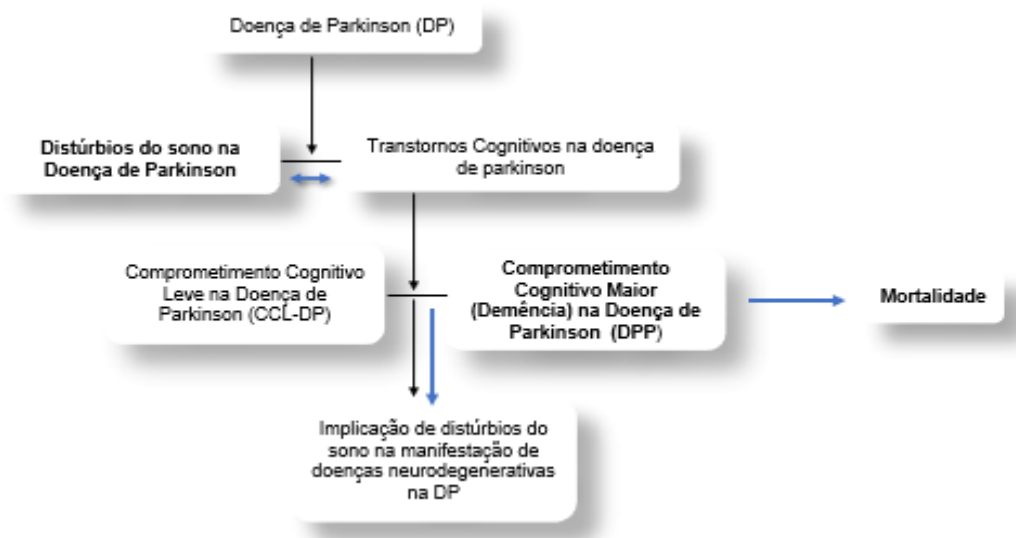 Doença de Parkinson (DP)
Distúrbios do sono na
Doença de Parkinson
Transtornos Cognitivos na doença
de parkinson
Comprometimento Cognitivo
Leve na Doença de
Parkinson (CCL-DP)
Comprometimento
Cognitivo Maior
(Demência) na Doença de
Parkinson (DPP)
Mortalidade
Implicação de distúrbios do
sono na manifestação de
doenças neurodegenerativas
na DP